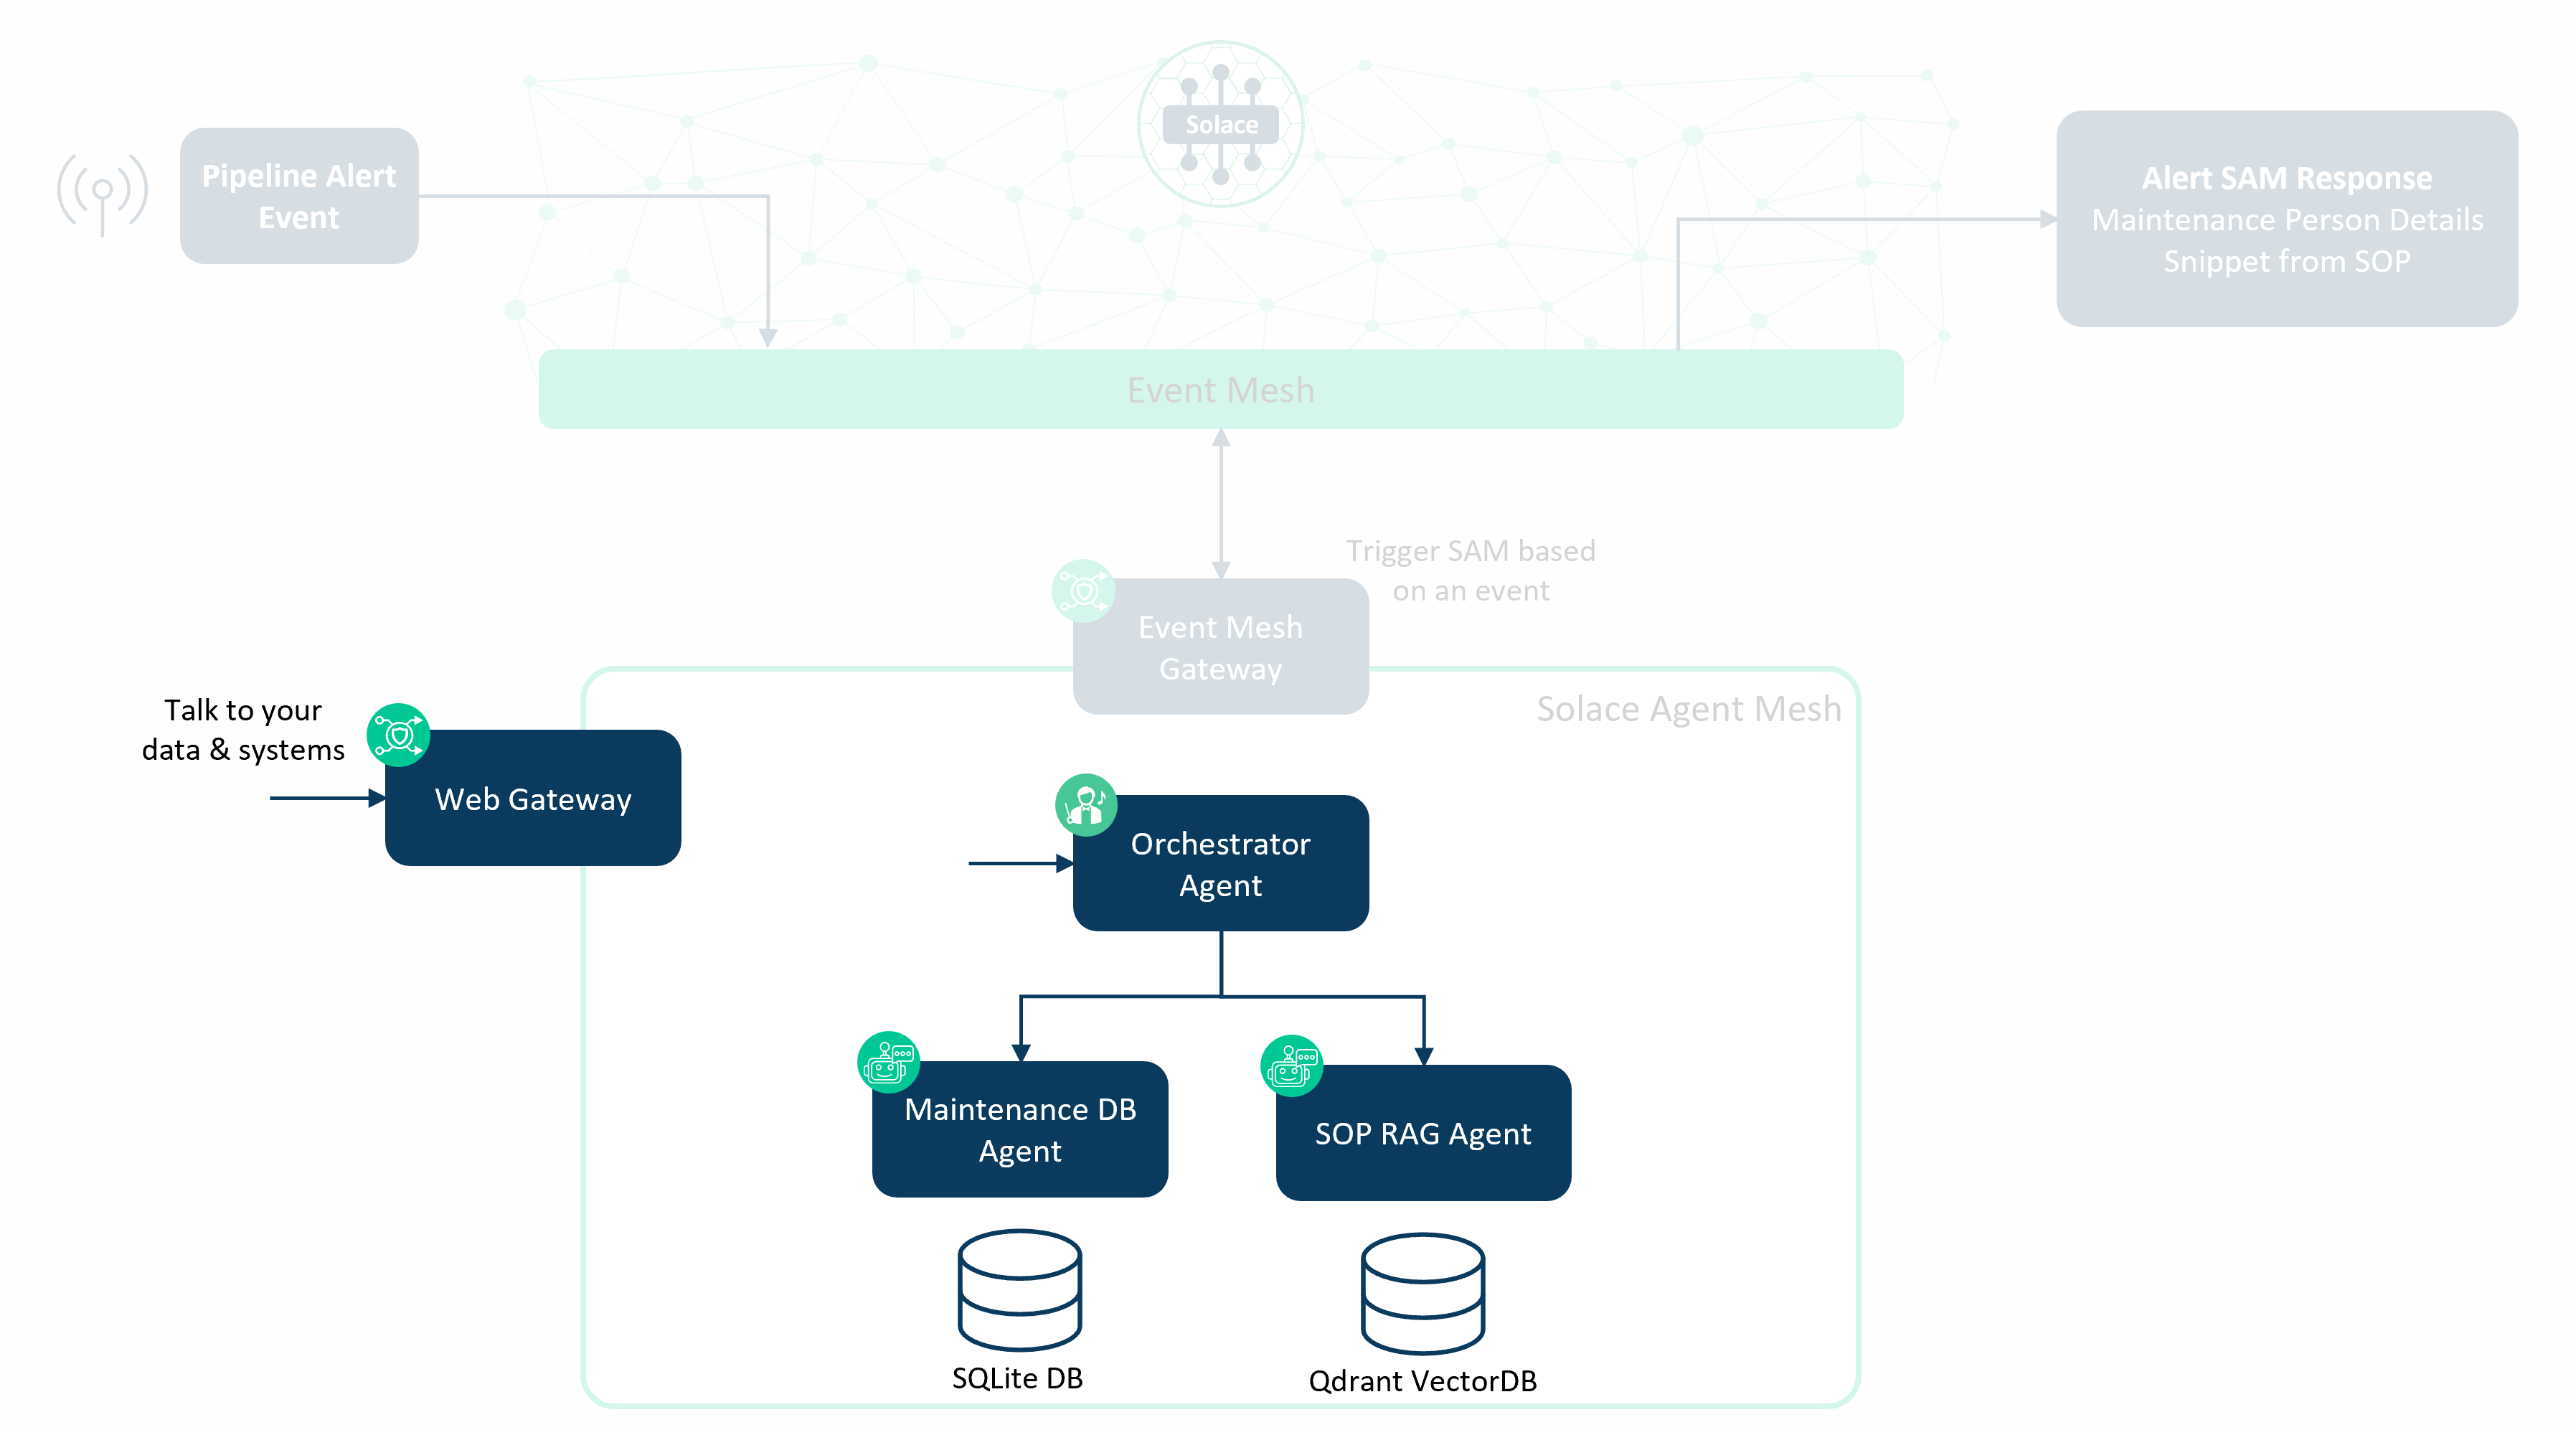 Solace
Pipeline Alert
Event
Alert SAM Response
Maintenance Person Details
Snippet from SOP
Event Mesh
Trigger SAM based
on an event
Event Mesh
Gateway
Solace Agent Mesh
Talk to your
data & systems
Web Gateway
Orchestrator
Agent
Maintenance DB
Agent
SOP RAG Agent
SQLite DB
Qdrant VectorDB